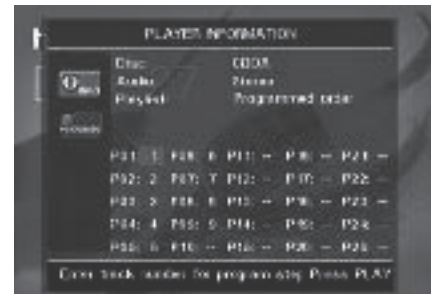 PLAYER INFORMATION
Disc: CDDA
Audio Stereo
Playlist Programmed order
P01: 1 P06: 6 P11: -- P16: -- P21: --
P02: 2 P07: 7 P12: -- P17: -- P22: --
P03: 3 P08: 8 P13: -- P18: -- P23: --
P04: 4 P09: 9 P14: -- P19: -- P24: --
P05: 5 P10: -- P15: -- P20: -- P25: --
Enter track number for program step Press PLAY